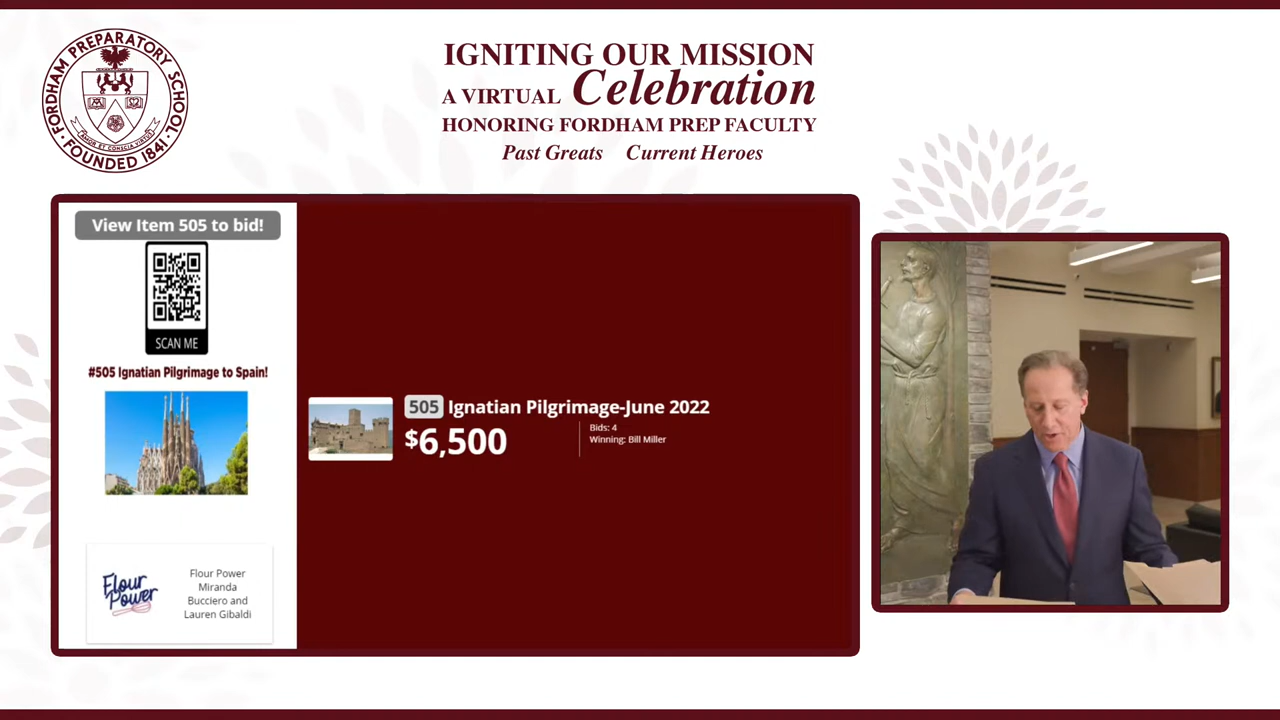 FORDHAM PREPARATORY SCHOOL
FOUNDED 1841
IGNITING OUR MISSION
A VIRTUAL Celebration
HONORING FORDHAM PREP FACULTY
Past Greats Current Heroes
View Item 505 to bid!
SCAN ME
#505 Ignatian Pilgrimage to Spain!
505 Ignatian Pilgrimage-June 2022
$6,500
Bids: 4
Winning: Bill Miller
Flour Power
Flour Power
Miranda
Bucciero and
Lauren Gibaldi